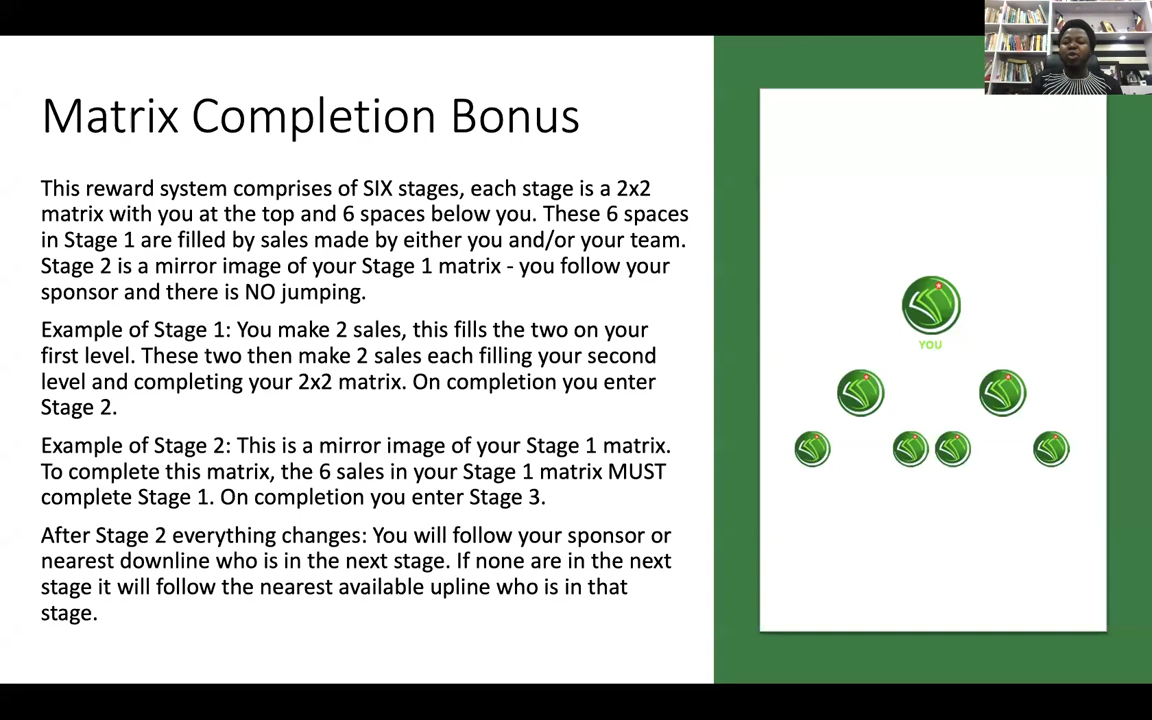 Matrix Completion Bonus
This reward system comprises of SIX stages, each stage is a 2x2
matrix with you at the top and 6 spaces below you. These 6 spaces
in Stage 1 are filled by sales made by either you and/or your team.
Stage 2 is a mirror image of your Stage 1 matrix - you follow your
sponsor and there is NO jumping.
Example of Stage 1: You make 2 sales, this fills the two on your
first level. These two then make 2 sales each filling your second
level and completing your 2x2 matrix. On completion you enter
Stage 2.
Example of Stage 2: This is a mirror image of your Stage 1 matrix.
To complete this matrix, the 6 sales in your Stage 1 matrix MUST
complete Stage 1. On completion you enter Stage 3.
After Stage 2 everything changes: You will follow your sponsor or
nearest downline who is in the next stage. If none are in the next
stage it will follow the nearest available upline who is in that
stage.
YOU